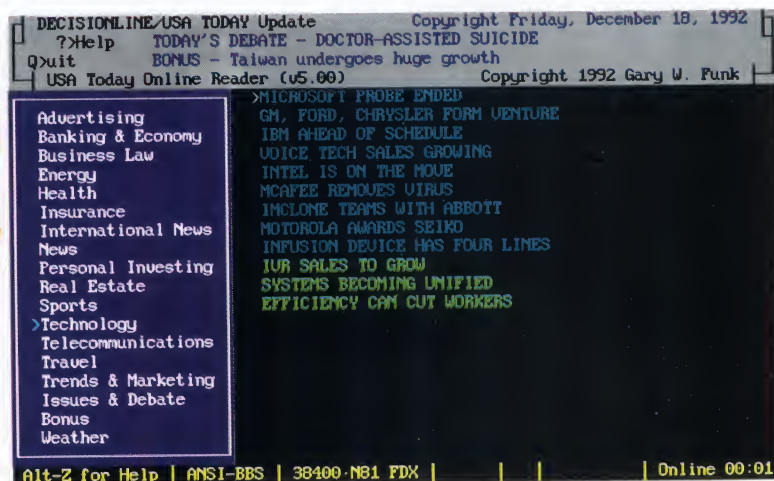 DECISIONLINE/USA TODAY Update Copyright Friday, December 18, 1992
?>Help TODAY'S DEBATE – DOCTOR-ASSISTED SUICIDE
Q>uit BONUS – Taiwan undergoes huge growth
USA Today Online Reader (v5.00) Copyright 1992 Gary W. Funk
Advertising
Banking & Economy
Business Law
Energy
Health
Insurance
International News
News
Personal Investing
Real Estate
Sports
>Technology
Telecommunications
Travel
Trends & Marketing
Issues & Debate
Bonus
Weather
>MICROSOFT PROBE ENDED
GM, FORD, CHRYSLER FORM VENTURE
IBM AHEAD OF SCHEDULE
VOICE TECH SALES GROWING
INTEL IS ON THE MOVE
MCAFEE REMOVES VIRUS
IMCLONE TEAMS WITH ABBOTT
MOTOROLA AWARDS SEIKO
INFUSION DEVICE HAS FOUR LINES
IVR SALES TO GROW
SYSTEMS BECOMING UNIFIED
EFFICIENCY CAN CUT WORKERS
Alt-Z for Help | ANSI-BBS | 38400·N81 FDX | | | | Online 00:01